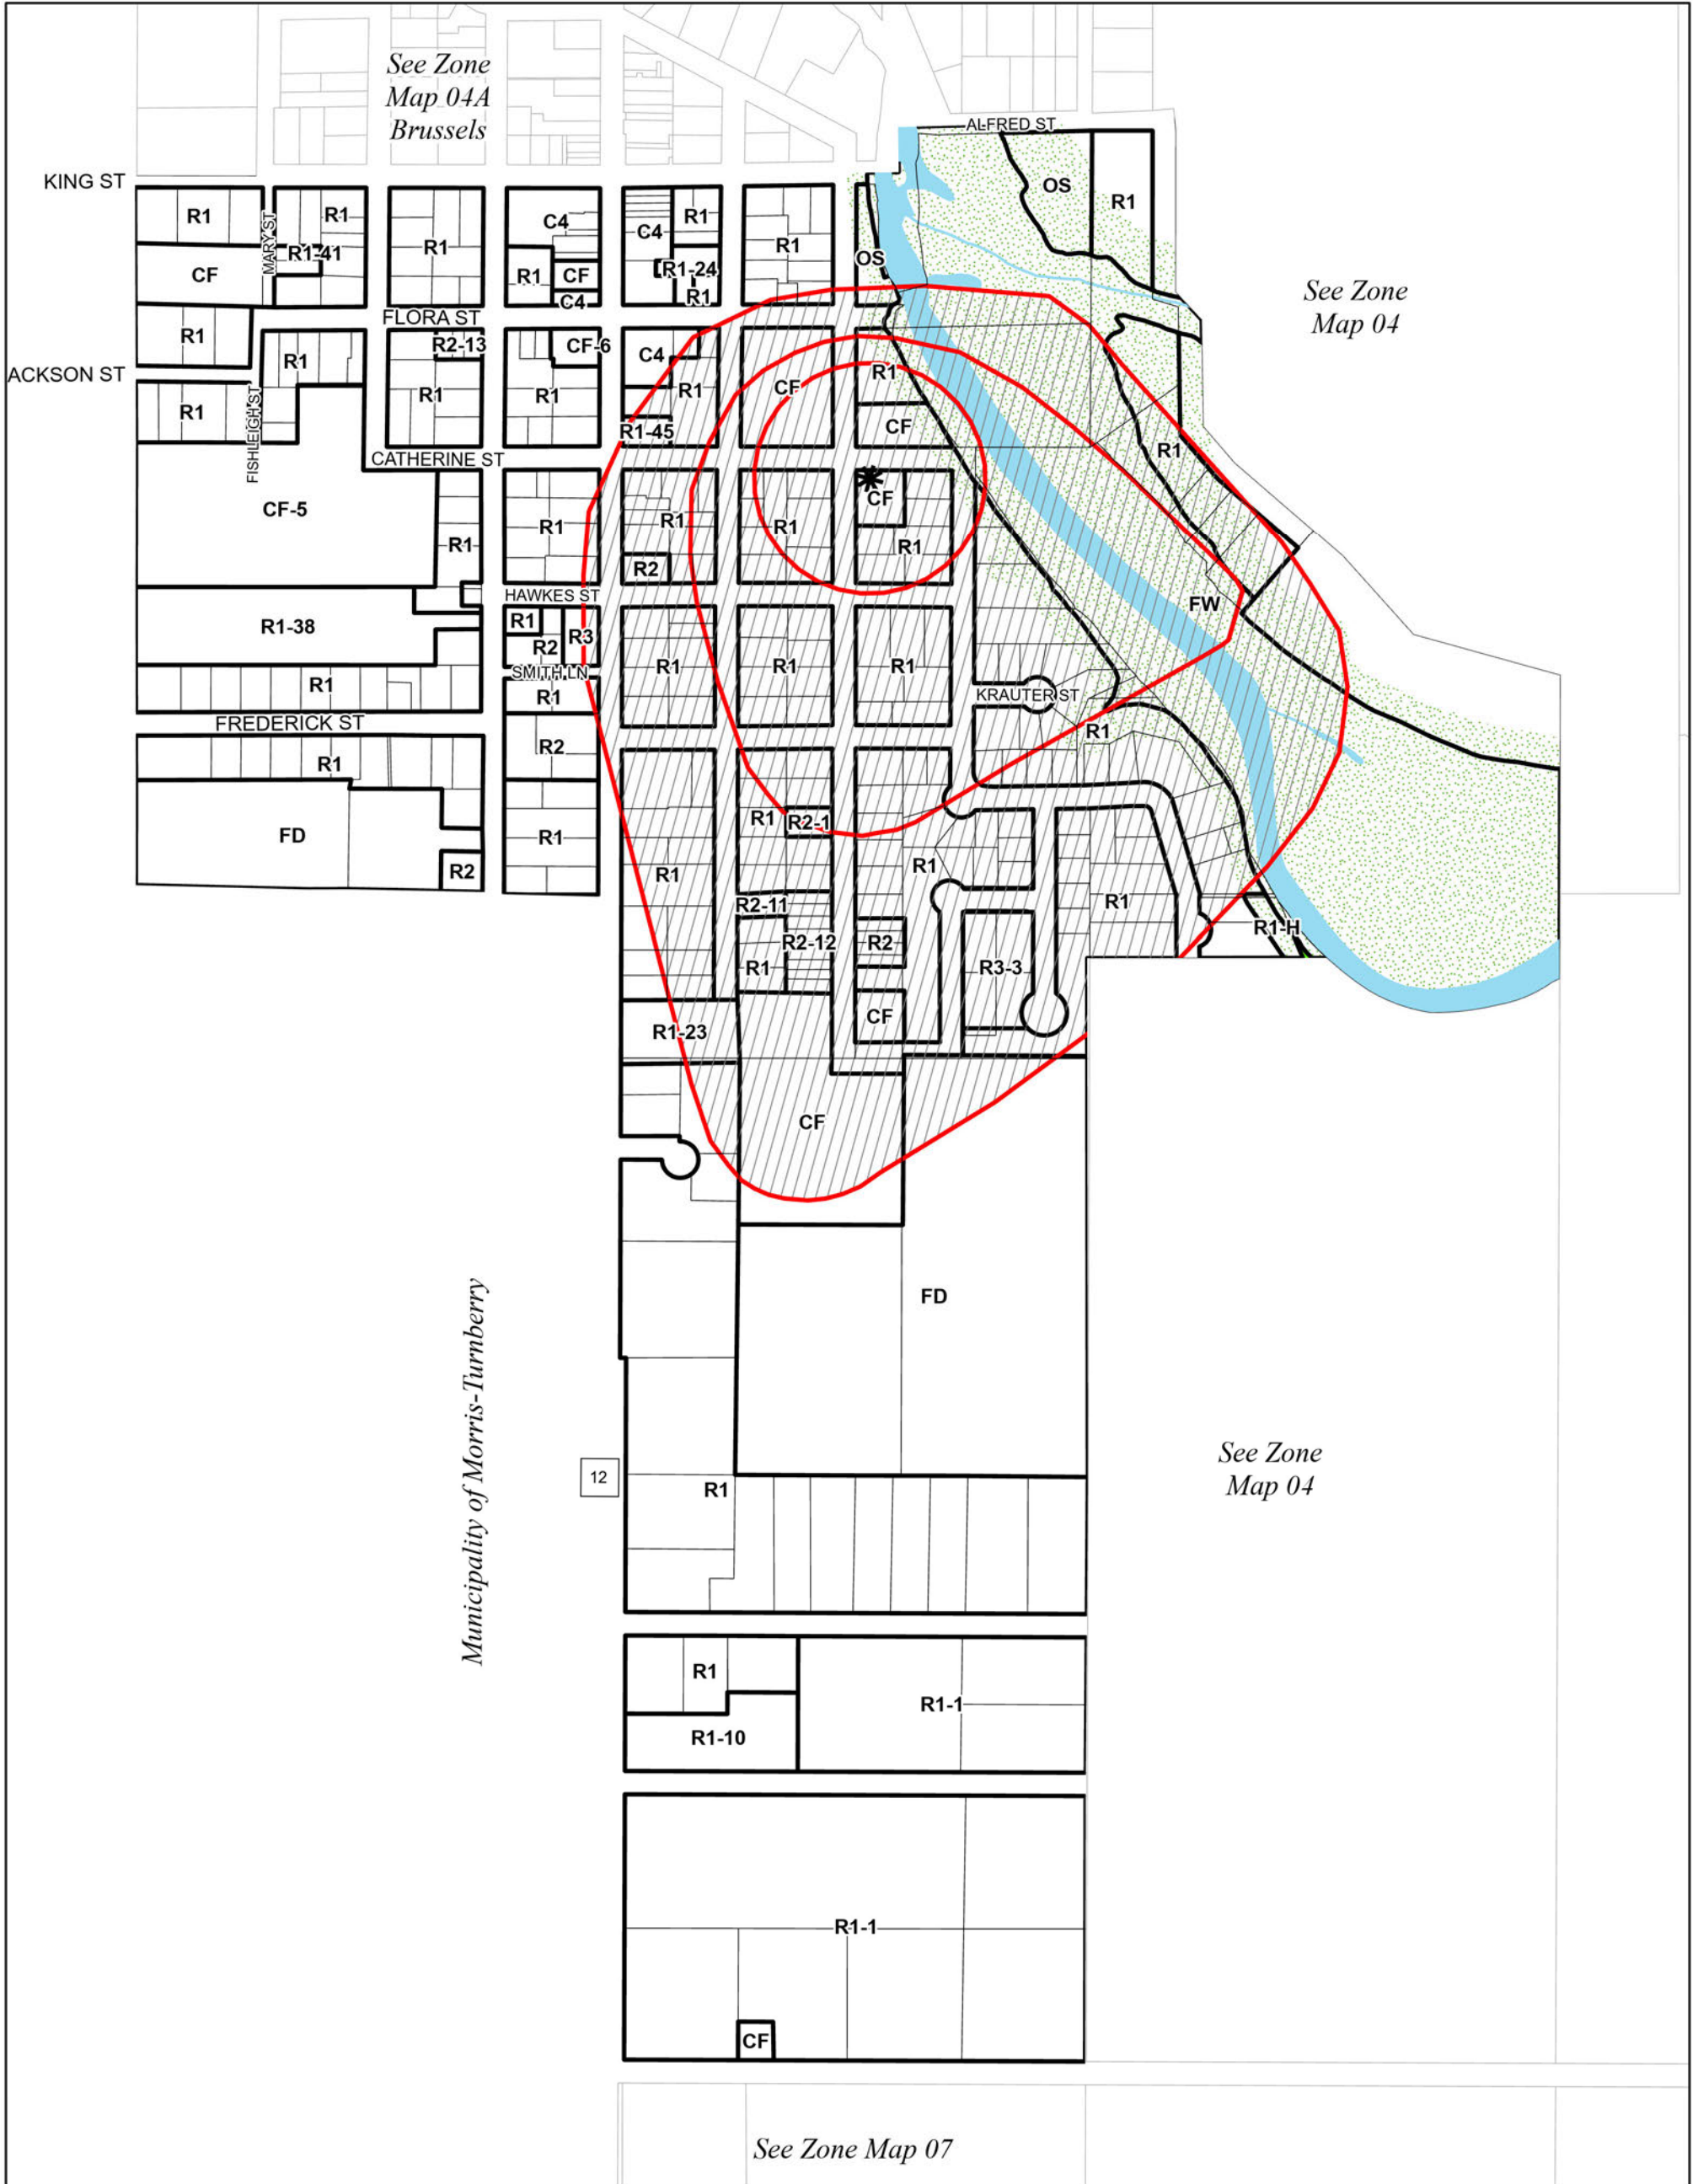 See Zone
Map 04A
Brussels
ALFRED ST
KING ST
OS
R1
R1
R1
R1
C4
C4
R1
R1
MARY ST
R1-41
CF
R1
CF
R1-24
OS
C4
R1
See Zone
Map 04
FLORA ST
R1
R2-13
CF-6
C4
R1
ACKSON ST
R1
R1
R1
R1
CF
R1
FISHLEIGH ST
R1-45
CF
CATHERINE ST
R1
CF-5
R1
R1
R1
R1
CF
R1
R2
HAWKES ST
FW
R1-38
R1
R2
R3
R1
R1
R1
SMITH LN
R1
R1
KRAUTER ST
FREDERICK ST
R1
R2
R1
FD
R1
R1
R2-1
R2
R1
R1
R1
R2-11
R2-12
R2
R1-H
R1
R3-3
CF
R1-23
CF
FD
Municipality of Morris-Turnberry
See Zone
Map 04
12
R1
R1
R1-1
R1-10
R1-1
CF
See Zone Map 07